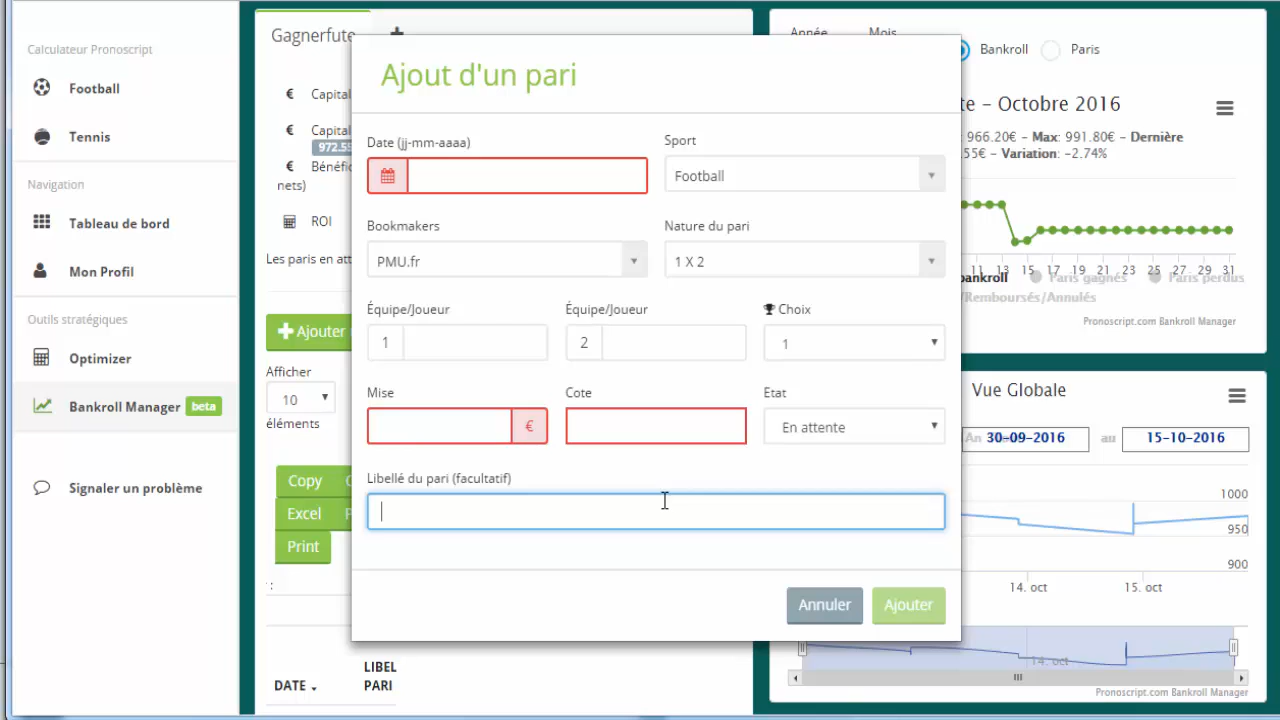 Calculateur Pronoscript
Football
Tennis
Navigation
Tableau de bord
Mon Profil
Outils stratégiques
Optimizer
Bankroll Manager beta
Signaler un problème
Gagnerfute
€ Capital
€ Capital
972.55
€ Bénéfic
nets)
ROI
Les paris en att
Ajouter
Afficher
10
éléments
Copy
Excel
Print
:
LIBEL
DATE PARI
Ajout d'un pari
Date (jj-mm-aaaa)
Sport
Football
Bookmakers
Nature du pari
PMU.fr
1 X 2
Équipe/Joueur
Équipe/Joueur
Choix
1
2
1
Mise
Cote
Etat
€
En attente
Libellé du pari (facultatif)
Annuler
Ajouter
Année
Mois
Bankroll
Paris
te – Octobre 2016
966.20€ – Max: 991.80€ – Dernière
55€ – Variation: -2.74%
11 13 15 17 19 21 23 25 27 29 31
bankroll Paris gagnés Paris perdus
/Remboursés/Annulés
Pronoscript.com Bankroll Manager
Vue Globale
An 30-09-2016 au 15-10-2016
1000
950
900
14. oct 15. oct
14. oct
Pronoscript.com Bankroll Manager